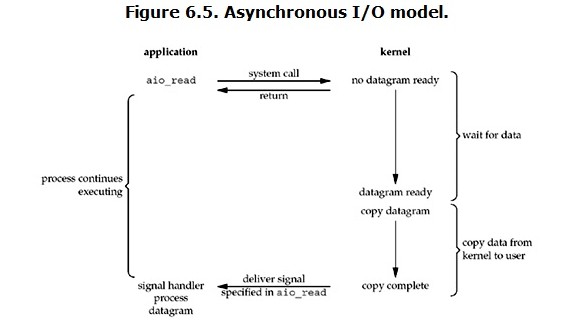 Figure 6.5. Asynchronous I/O model.
application
kernel
aio_read
system call
return
no datagram ready
wait for data
process continues
executing
datagram ready
copy datagram
copy data from
kernel to user
signal handler
process
datagram
deliver signal
specified in aio_read
copy complete